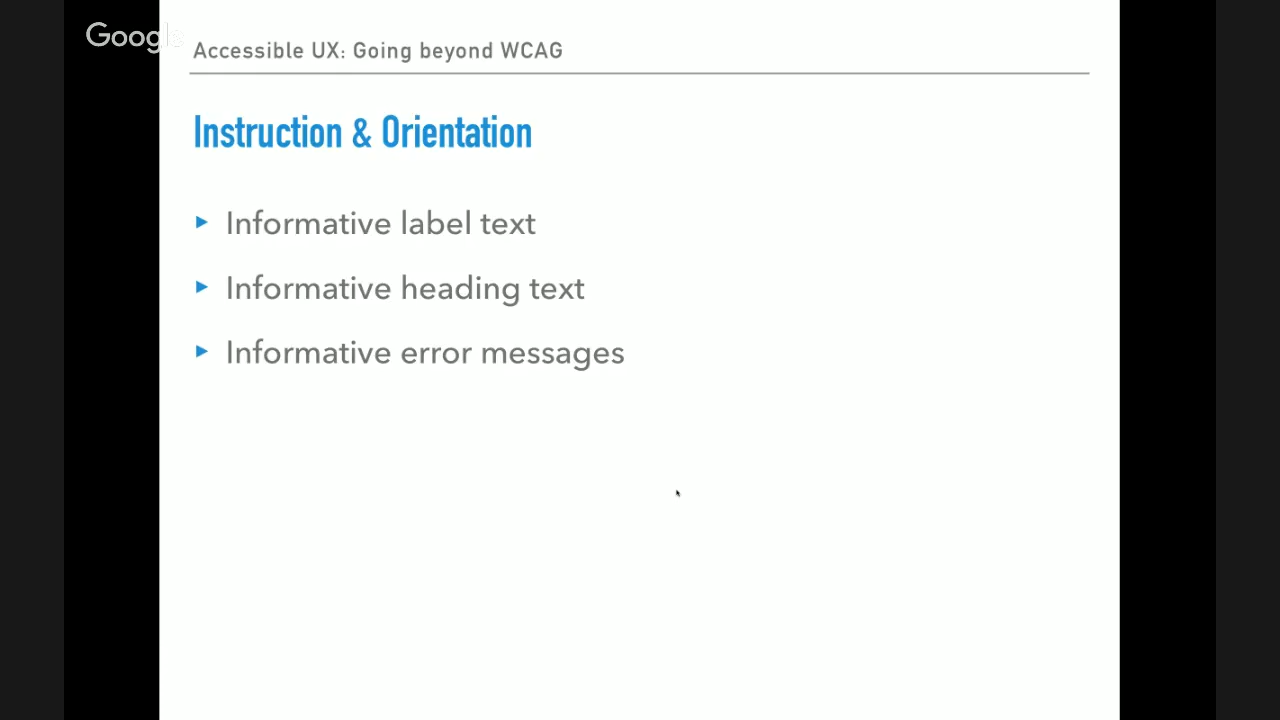 Google
Accessible UX: Going beyond WCAG
Instruction & Orientation
Informative label text
Informative heading text
Informative error messages